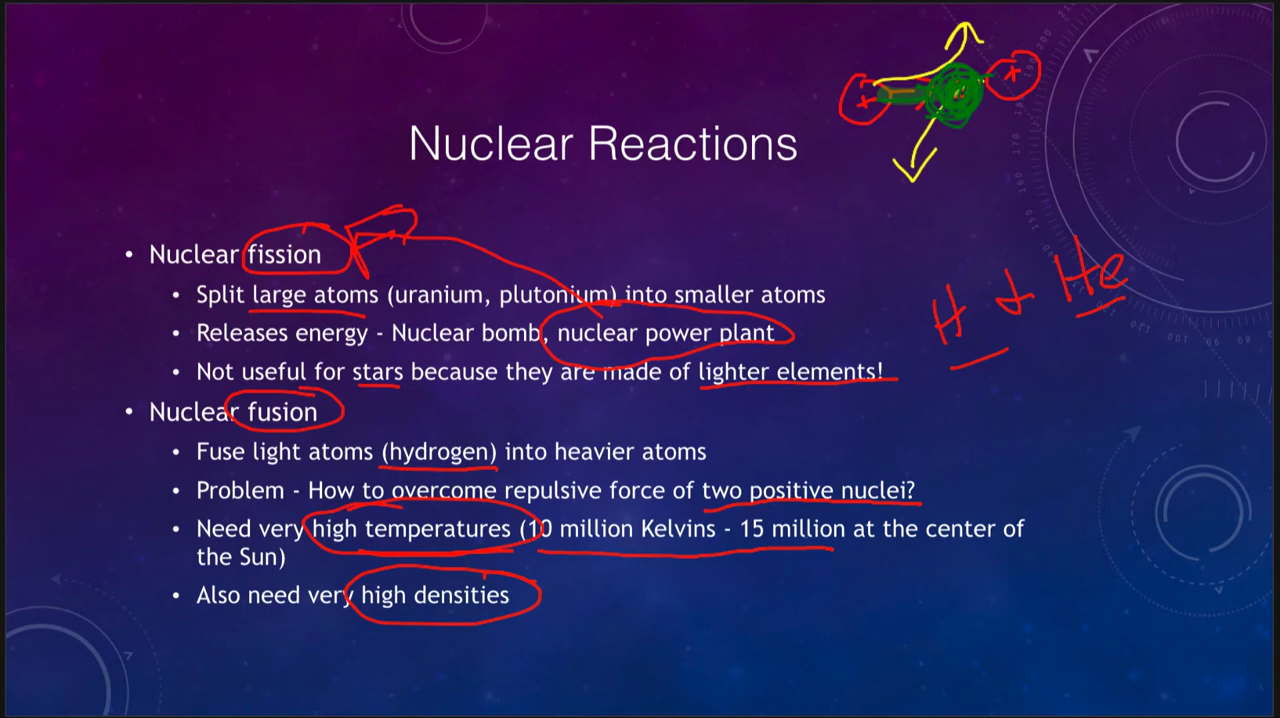 + +
Nuclear Reactions
• Nuclear fission
• Split large atoms (uranium, plutonium) into smaller atoms
• Releases energy - Nuclear bomb, nuclear power plant
• Not useful for stars because they are made of lighter elements!
H & He
• Nuclear fusion
• Fuse light atoms (hydrogen) into heavier atoms
• Problem - How to overcome repulsive force of two positive nuclei?
• Need very high temperatures (10 million Kelvins - 15 million at the center of
the Sun)
• Also need very high densities